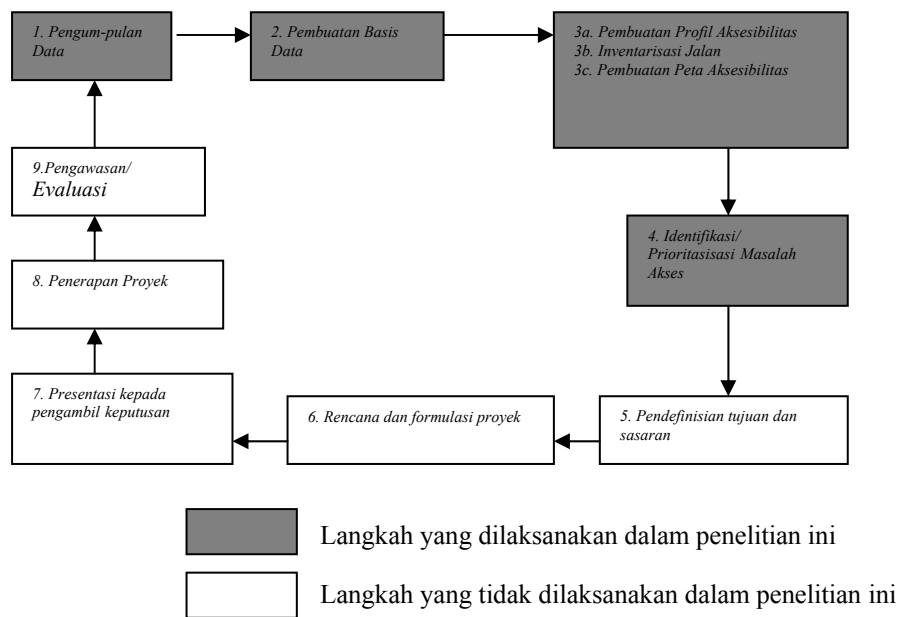 1. Pengum-pulan
Data
2. Pembuatan Basis
Data
3a. Pembuatan Profil Aksesibilitas
3b. Inventarisasi Jalan
3c. Pembuatan Peta Aksesibilitas
4. Identifikasi/
Prioritasisasi Masalah
Akses
5. Pendefinisian tujuan dan
sasaran
6. Rencana dan formulasi proyek
7. Presentasi kepada
pengambil keputusan
8. Penerapan Proyek
9.Pengawasan/
Evaluasi
Langkah yang dilaksanakan dalam penelitian ini
Langkah yang tidak dilaksanakan dalam penelitian ini